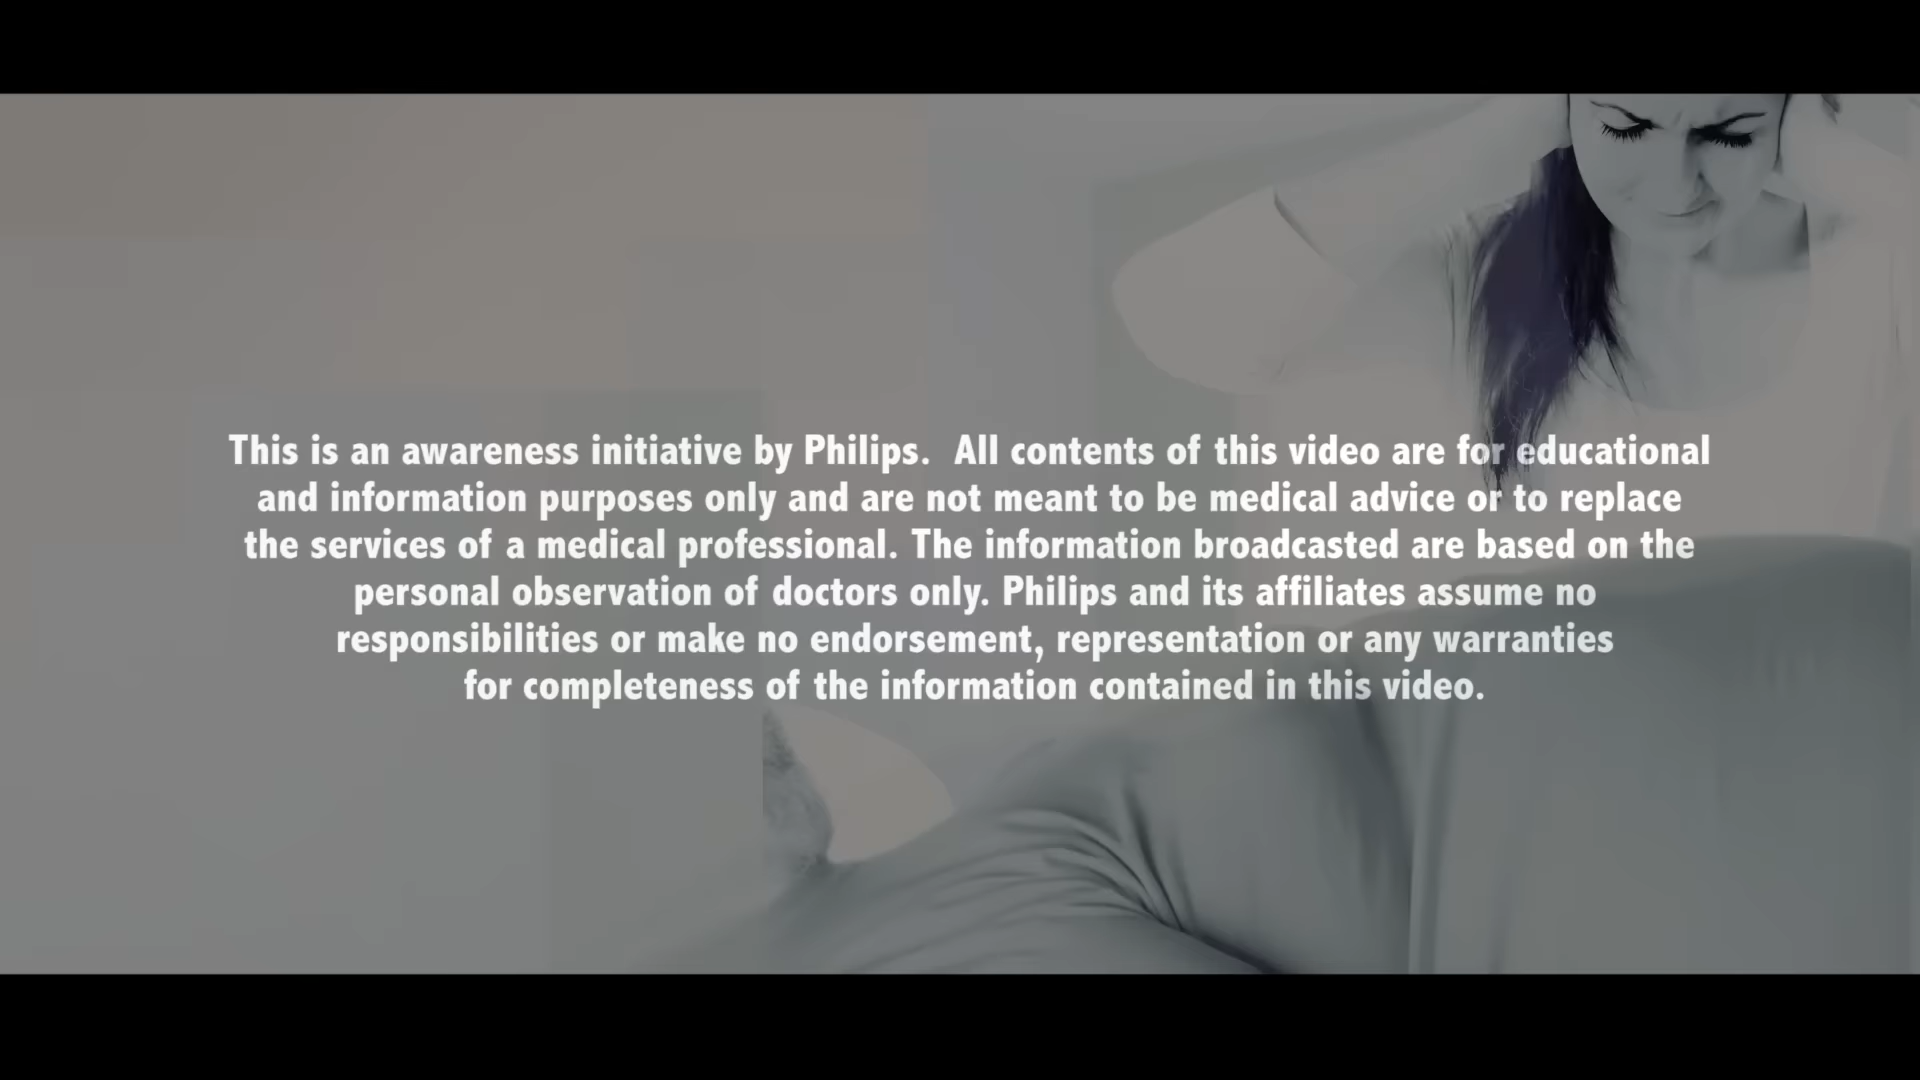 This is an awareness initiative by Philips.  All contents of this video are for educational
and information purposes only and are not meant to be medical advice or to replace
the services of a medical professional. The information broadcasted are based on the
personal observation of doctors only. Philips and its affiliates assume no
responsibilities or make no endorsement, representation or any warranties
for completeness of the information contained in this video.